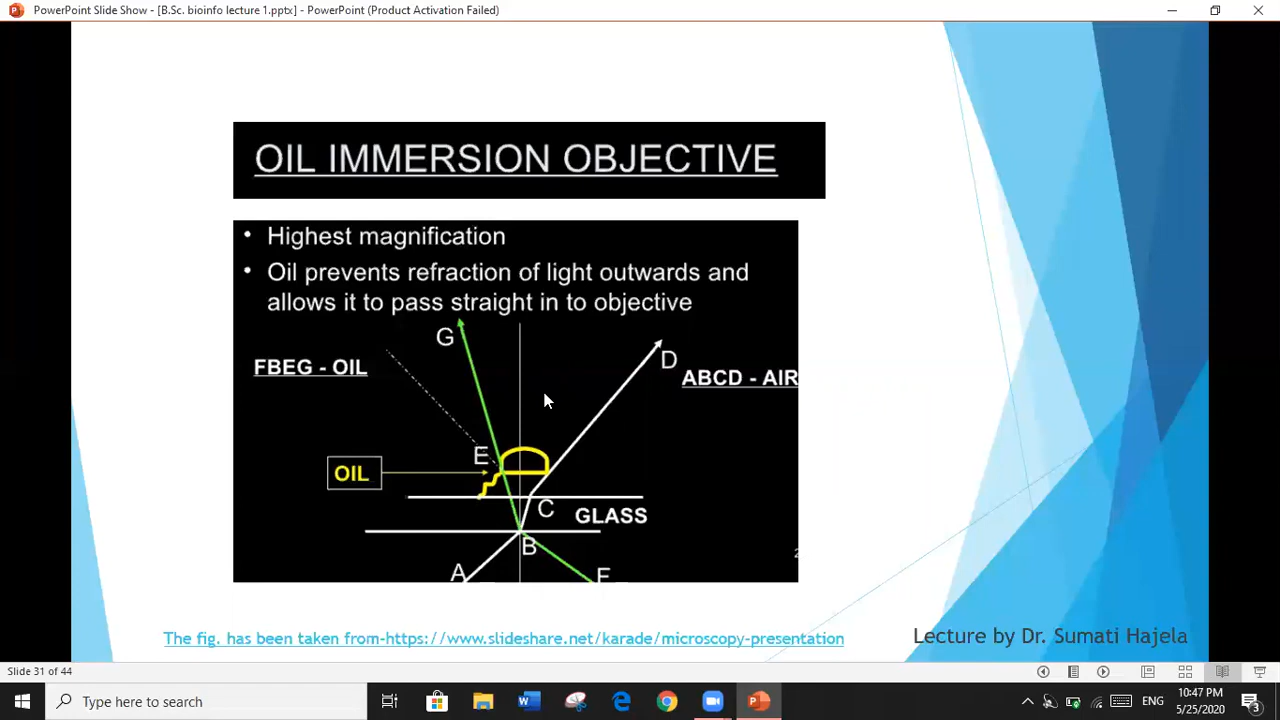 PowerPoint Slide Show - [B.Sc. bioinfo lecture 1.pptx] - PowerPoint (Product Activation Failed)
OIL IMMERSION OBJECTIVE
• Highest magnification
• Oil prevents refraction of light outwards and
allows it to pass straight in to objective
G
D
FBEG - OIL
ABCD - AIR
E
OIL
C
GLASS
B
A
F
2
The fig. has been taken from-https://www.slideshare.net/karade/microscopy-presentation
Lecture by Dr. Sumati Hajela
Slide 31 of 44
Type here to search
ENG
10:47 PM
5/25/2020
3